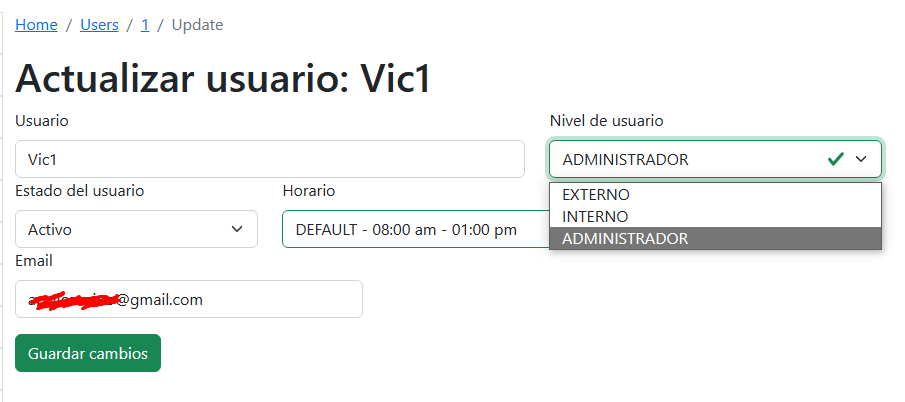 Home / Users / 1 / Update
Actualizar usuario: Vic1
Usuario
Vic1
Nivel de usuario
ADMINISTRADOR
EXTERNO
INTERNO
ADMINISTRADOR
Estado del usuario
Activo
Horario
DEFAULT - 08:00 am - 01:00 pm
Email
@gmail.com
Guardar cambios